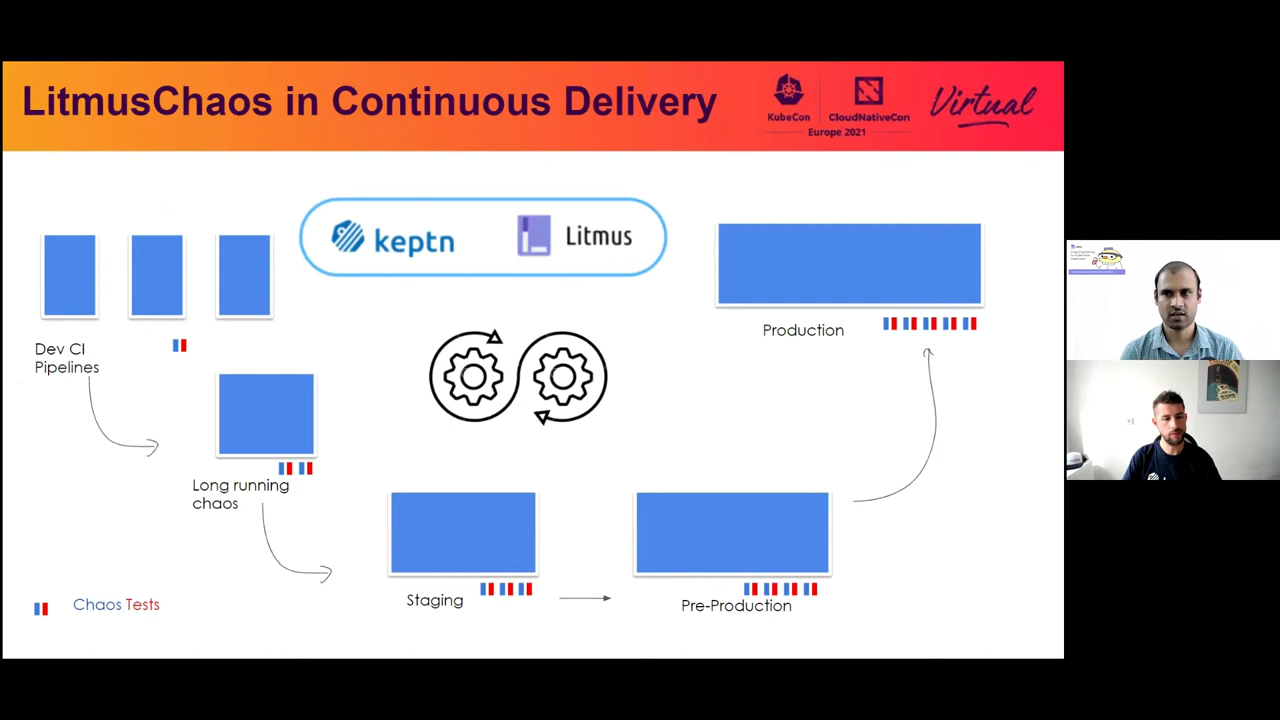 LitmusChaos in Continuous Delivery
KubeCon
CloudNativeCon
Europe 2021
Virtual
keptn
Litmus
Dev CI
Pipelines
Production
Long running
chaos
Staging
Pre-Production
Chaos Tests